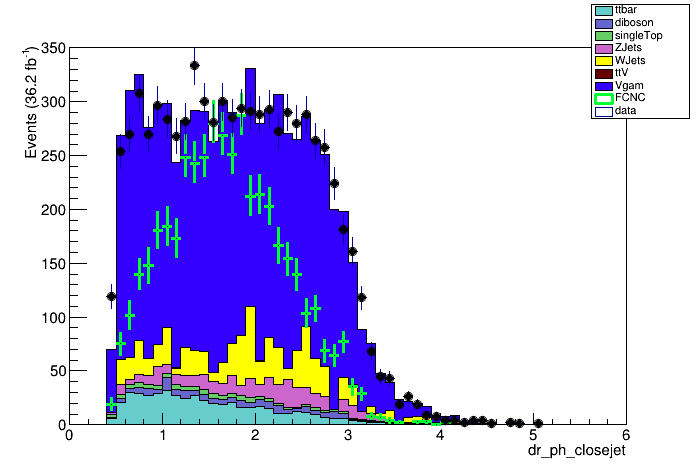 ttbar
diboson
singleTop
ZJets
WJets
ttV
Vgam
FCNC
data
Events (36.2 fb⁻¹)
350
300
250
200
150
100
50
0
0 1 2 3 4 5 6
dr_ph_closejet